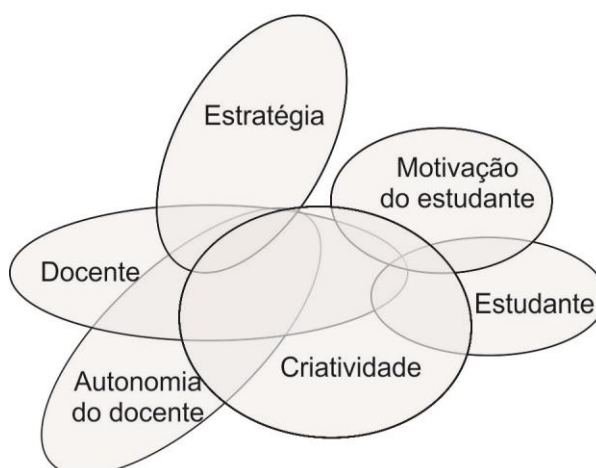 Estratégia
Motivação
do estudante
Docente
Estudante
Criatividade
Autonomia
do docente